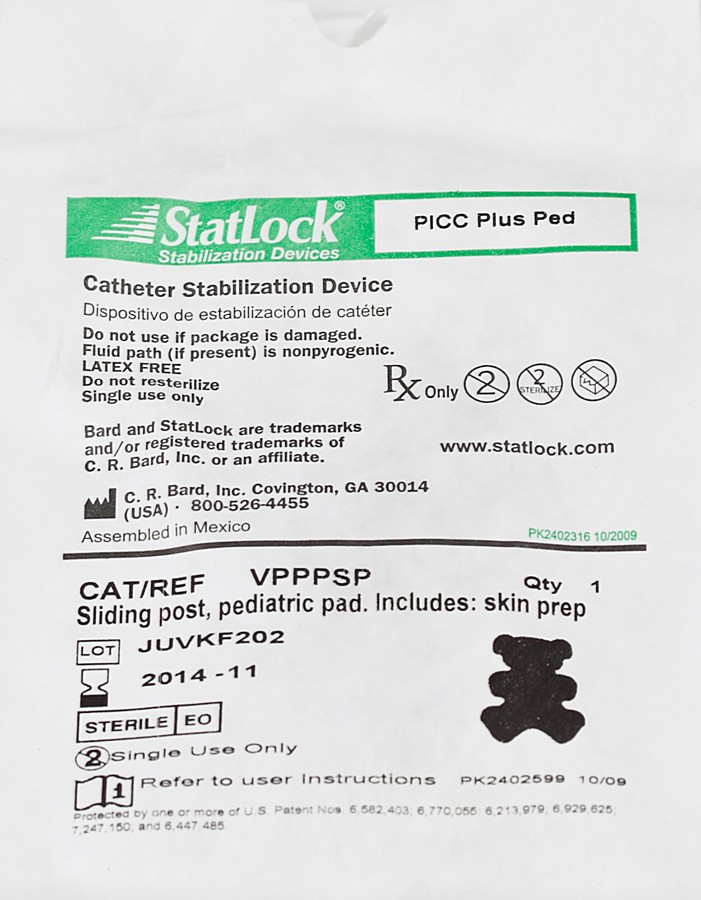 StatLock®
Stabilization Devices
PICC Plus Ped
Catheter Stabilization Device
Dispositivo de estabilización de catéter
Do not use if package is damaged.
Fluid path (if present) is nonpyrogenic.
LATEX FREE
Do not resterilize
Single use only
Rx Only
2
2
STERILIZE
Bard and StatLock are trademarks
and/or registered trademarks of
C. R. Bard, Inc. or an affiliate.
www.statlock.com
C. R. Bard, Inc. Covington, GA 30014
(USA) · 800-526-4455
Assembled in Mexico
PK2402316 10/2009
CAT/REF VPPPSP Qty 1
Sliding post, pediatric pad. Includes: skin prep
LOT JUVKF202
2014-11
STERILE EO
2 Single Use Only
1 Refer to user Instructions PK2402599 10/09
Protected by one or more of U.S. Patent Nos. 6,582,403; 6,770,055; 6,213,979; 6,929,625;
7,247,150; and 6,447,485.